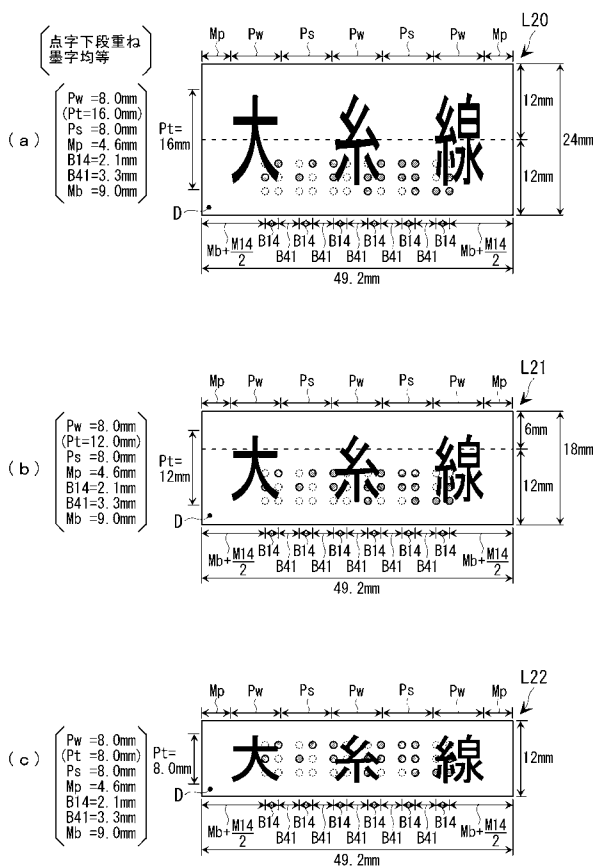 点字下段重ね
墨字均等
(a)
Pw =8.0mm
(Pt=16.0mm)
Ps =8.0mm
Mp =4.6mm
B14=2.1mm
B41=3.3mm
Mb =9.0mm
L20
Mp Pw Ps Pw Ps Pw Mp
Pt=
16mm
大 糸 線
12mm
12mm
24mm
D
B14 B14 B14 B14 B14 B14
Mb+M14/2 B41 B41 B41 B41 B41 Mb+M14/2
49.2mm
(b)
Pw =8.0mm
(Pt=12.0mm)
Ps =8.0mm
Mp =4.6mm
B14=2.1mm
B41=3.3mm
Mb =9.0mm
L21
Mp Pw Ps Pw Ps Pw Mp
Pt=
12mm
大 糸 線
6mm
12mm
18mm
D
B14 B14 B14 B14 B14 B14
Mb+M14/2 B41 B41 B41 B41 B41 Mb+M14/2
49.2mm
(c)
Pw =8.0mm
(Pt =8.0mm)
Ps =8.0mm
Mp =4.6mm
B14=2.1mm
B41=3.3mm
Mb =9.0mm
L22
Mp Pw Ps Pw Ps Pw Mp
Pt=
8.0mm
大 糸 線
12mm
D
B14 B14 B14 B14 B14 B14
Mb+M14/2 B41 B41 B41 B41 B41 Mb+M14/2
49.2mm